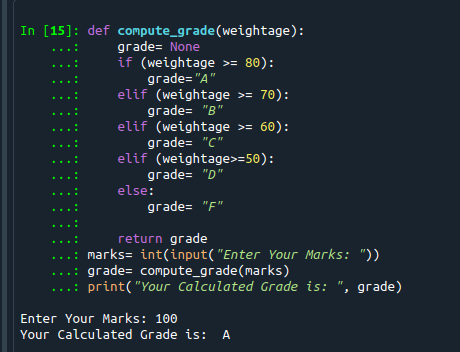 In [15]: def compute_grade(weightage):
    ...:     grade= None
    ...:     if (weightage >= 80):
    ...:         grade="A"
    ...:     elif (weightage >= 70):
    ...:         grade= "B"
    ...:     elif (weightage >= 60):
    ...:         grade= "C"
    ...:     elif (weightage>=50):
    ...:         grade= "D"
    ...:     else:
    ...:         grade= "F"
    ...:
    ...:     return grade
    ...: marks= int(input("Enter Your Marks: "))
    ...: grade= compute_grade(marks)
    ...: print("Your Calculated Grade is: ", grade)
Enter Your Marks: 100
Your Calculated Grade is:  A